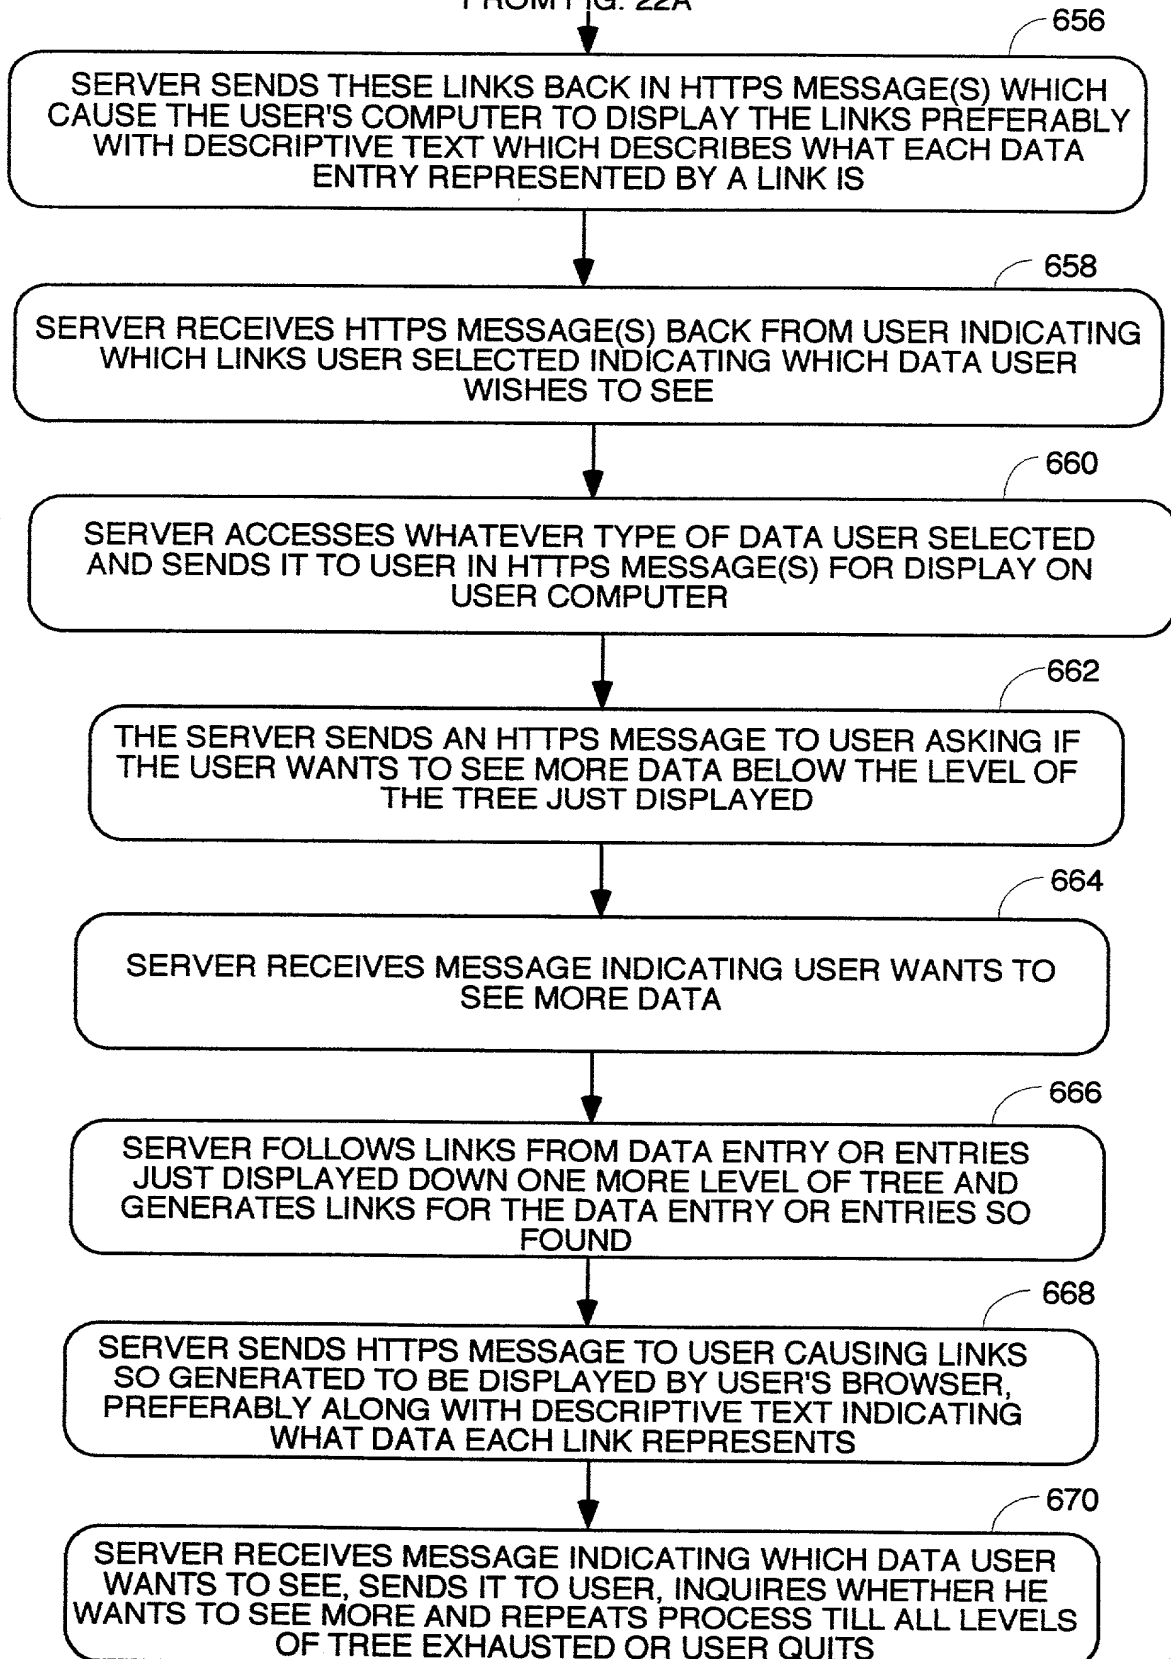 FROM FIG. 22A
656
SERVER SENDS THESE LINKS BACK IN HTTPS MESSAGE(S) WHICH
CAUSE THE USER'S COMPUTER TO DISPLAY THE LINKS PREFERABLY
WITH DESCRIPTIVE TEXT WHICH DESCRIBES WHAT EACH DATA
ENTRY REPRESENTED BY A LINK IS
658
SERVER RECEIVES HTTPS MESSAGE(S) BACK FROM USER INDICATING
WHICH LINKS USER SELECTED INDICATING WHICH DATA USER
WISHES TO SEE
660
SERVER ACCESSES WHATEVER TYPE OF DATA USER SELECTED
AND SENDS IT TO USER IN HTTPS MESSAGE(S) FOR DISPLAY ON
USER COMPUTER
662
THE SERVER SENDS AN HTTPS MESSAGE TO USER ASKING IF
THE USER WANTS TO SEE MORE DATA BELOW THE LEVEL OF
THE TREE JUST DISPLAYED
664
SERVER RECEIVES MESSAGE INDICATING USER WANTS TO
SEE MORE DATA
666
SERVER FOLLOWS LINKS FROM DATA ENTRY OR ENTRIES
JUST DISPLAYED DOWN ONE MORE LEVEL OF TREE AND
GENERATES LINKS FOR THE DATA ENTRY OR ENTRIES SO
FOUND
668
SERVER SENDS HTTPS MESSAGE TO USER CAUSING LINKS
SO GENERATED TO BE DISPLAYED BY USER'S BROWSER,
PREFERABLY ALONG WITH DESCRIPTIVE TEXT INDICATING
WHAT DATA EACH LINK REPRESENTS
670
SERVER RECEIVES MESSAGE INDICATING WHICH DATA USER
WANTS TO SEE, SENDS IT TO USER, INQUIRES WHETHER HE
WANTS TO SEE MORE AND REPEATS PROCESS TILL ALL LEVELS
OF TREE EXHAUSTED OR USER QUITS